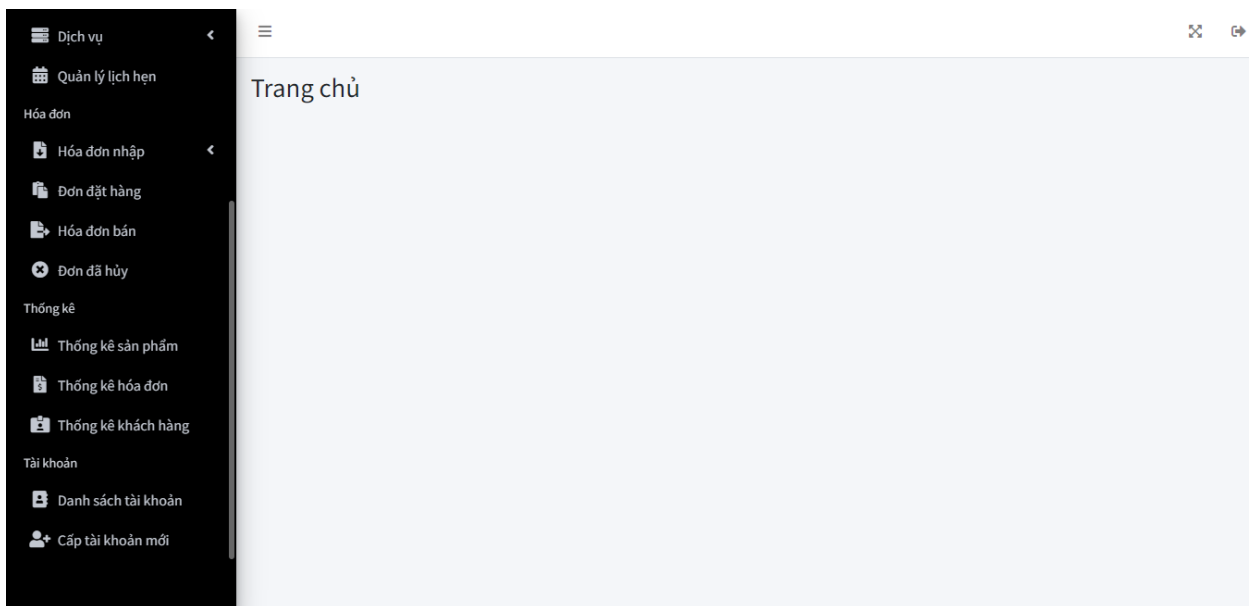 Dịch vụ
Quản lý lịch hẹn
Hóa đơn
Hóa đơn nhập
Đơn đặt hàng
Hóa đơn bán
Đơn đã hủy
Thống kê
Thống kê sản phẩm
Thống kê hóa đơn
Thống kê khách hàng
Tài khoản
Danh sách tài khoản
Cấp tài khoản mới
Trang chủ